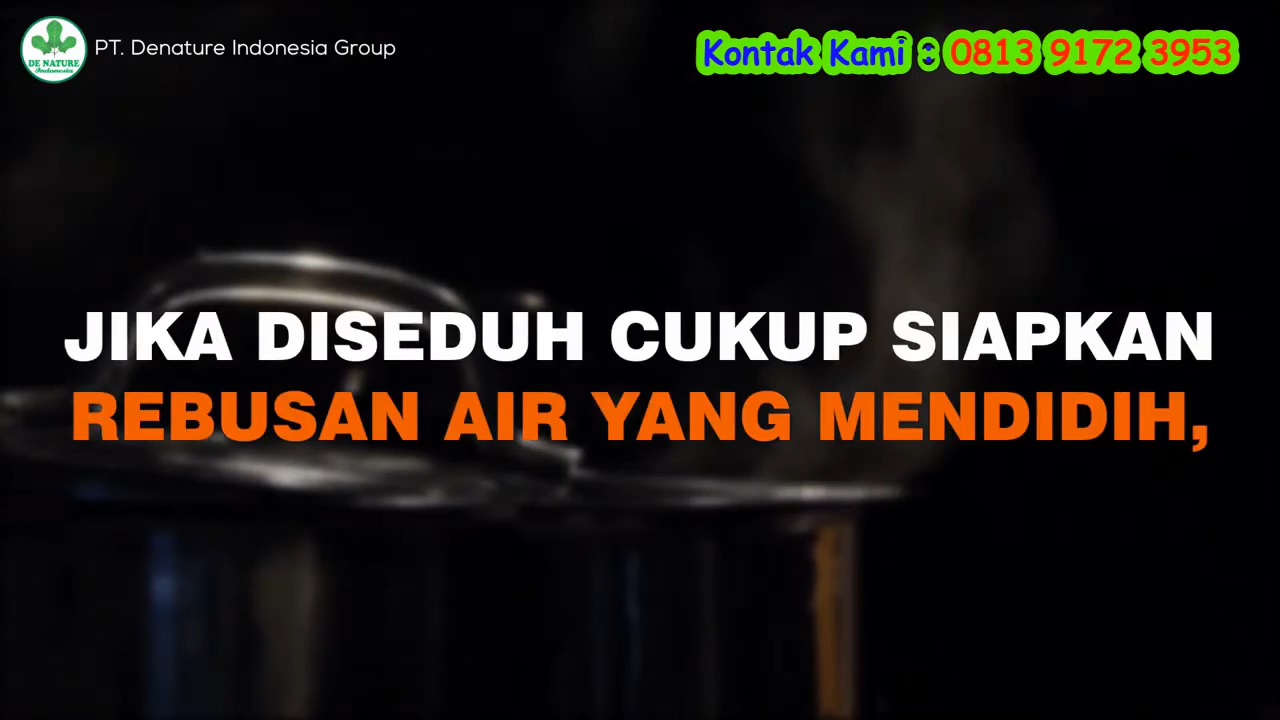 DE NATURE
Indonesia
PT. Denature Indonesia Group
Kontak Kami : 0813 9172 3953
JIKA DISEDUH CUKUP SIAPKAN
REBUSAN AIR YANG MENDIDIH,